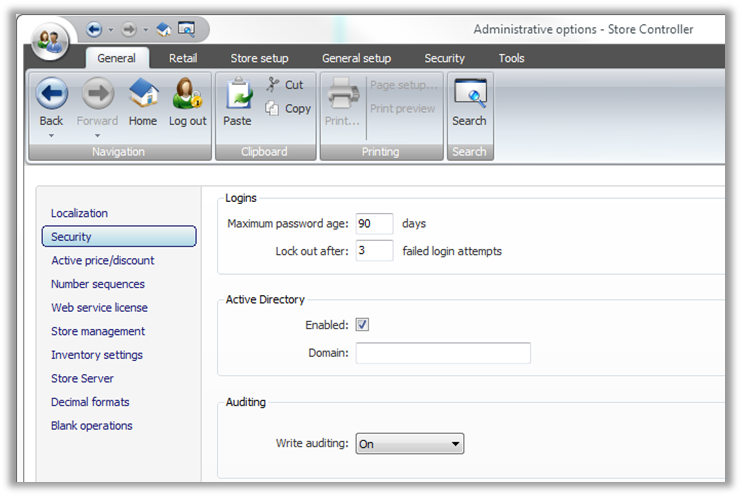 Administrative options - Store Controller
General Retail Store setup General setup Security Tools
Back Forward Home Log out
Navigation
Paste
Cut
Copy
Clipboard
Print...
Page setup...
Print preview
Printing
Search
Search
Localization
Security
Active price/discount
Number sequences
Web service license
Store management
Inventory settings
Store Server
Decimal formats
Blank operations
Logins
Maximum password age: 90 days
Lock out after: 3 failed login attempts
Active Directory
Enabled:
Domain:
Auditing
Write auditing: On